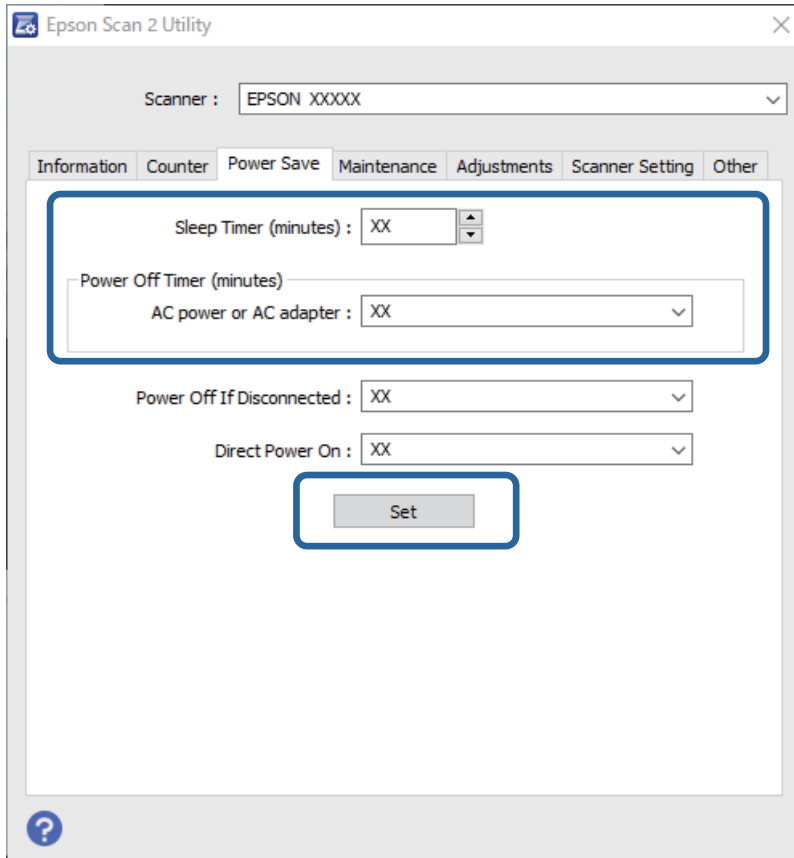 Epson Scan 2 Utility
Scanner : EPSON XXXXX
Information Counter Power Save Maintenance Adjustments Scanner Setting Other
Sleep Timer (minutes) : XX
Power Off Timer (minutes)
AC power or AC adapter : XX
Power Off If Disconnected : XX
Direct Power On : XX
Set
?